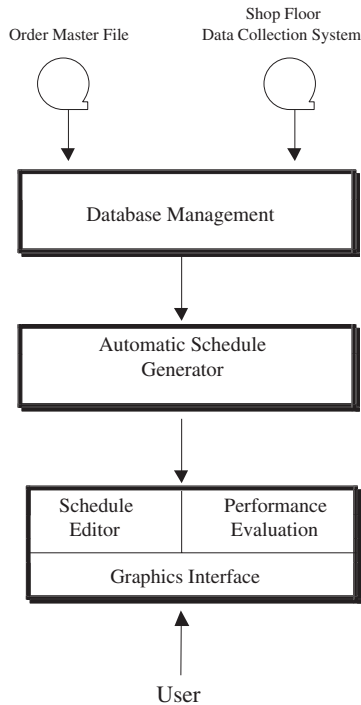 Order Master File
Shop Floor
Data Collection System
Database Management
Automatic Schedule
Generator
Schedule
Editor
Performance
Evaluation
Graphics Interface
User